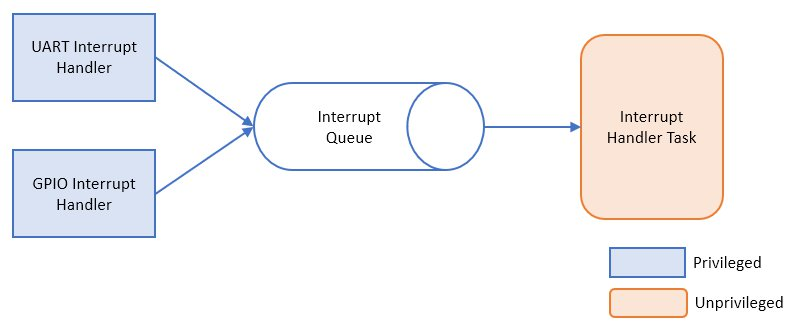 UART Interrupt
Handler
GPIO Interrupt
Handler
Interrupt
Queue
Interrupt
Handler Task
Privileged
Unprivileged